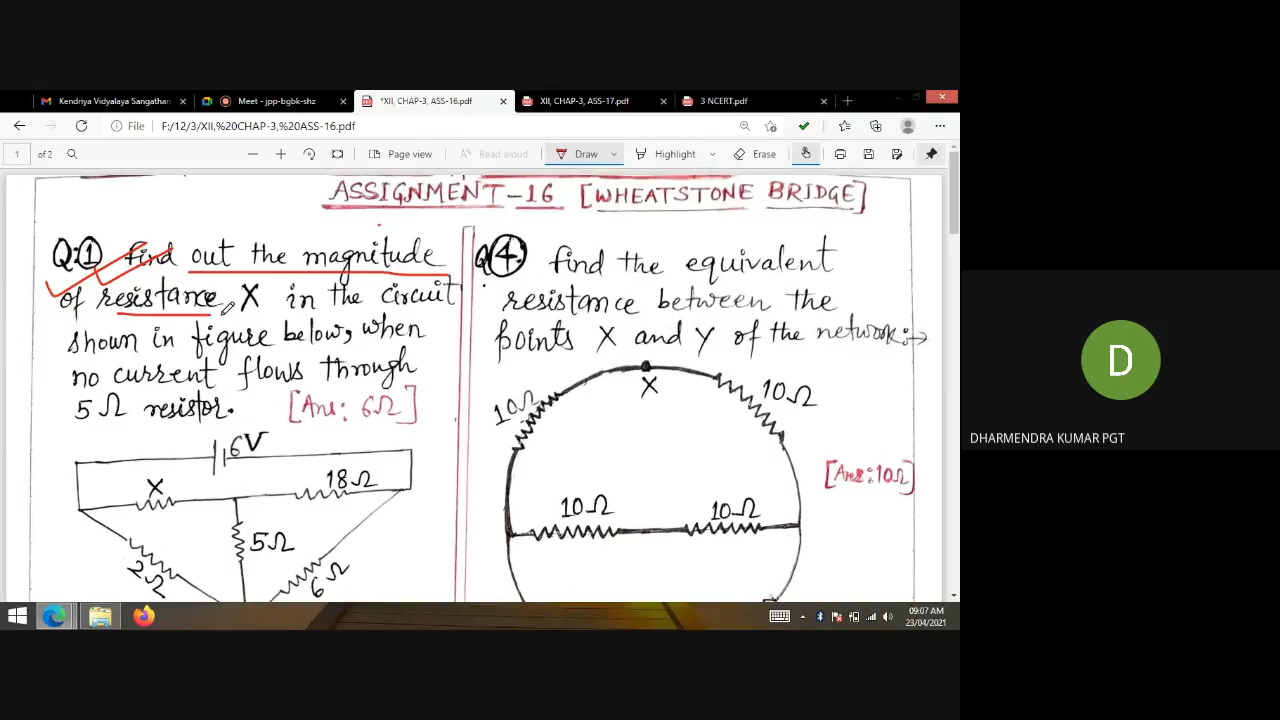 Kendriya Vidyalaya Sangathan
Meet - jpp-bgbk-shz
*XII, CHAP-3, ASS-16.pdf
XII, CHAP-3, ASS-17.pdf
3 NCERT.pdf
File
F:/12/3/XII,%20CHAP-3,%20ASS-16.pdf
1
of 2
Page view
Read aloud
Draw
Highlight
Erase
ASSIGNMENT-16 [WHEATSTONE BRIDGE]
Q:1 find out the magnitude
of resistance, X in the circuit
shown in figure below, when
no current flows through
5Ω resistor. [Ans: 6Ω]
6V
X
18Ω
5Ω
2Ω
6Ω
Q4. find the equivalent
resistance between the
points X and Y of the network:→
X
10Ω
10Ω
[Ans:10Ω]
10Ω
10Ω
09:07 AM
23/04/2021
D
DHARMENDRA KUMAR PGT